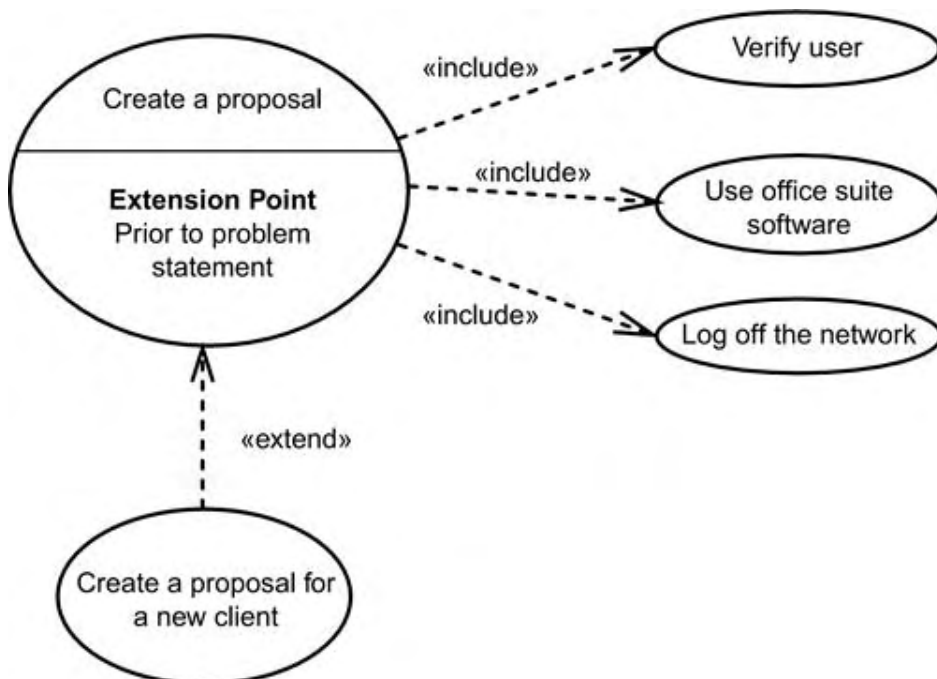 Create a proposal
Extension Point
Prior to problem
statement
«include»
Verify user
«include»
Use office suite
software
«include»
Log off the network
«extend»
Create a proposal for
a new client